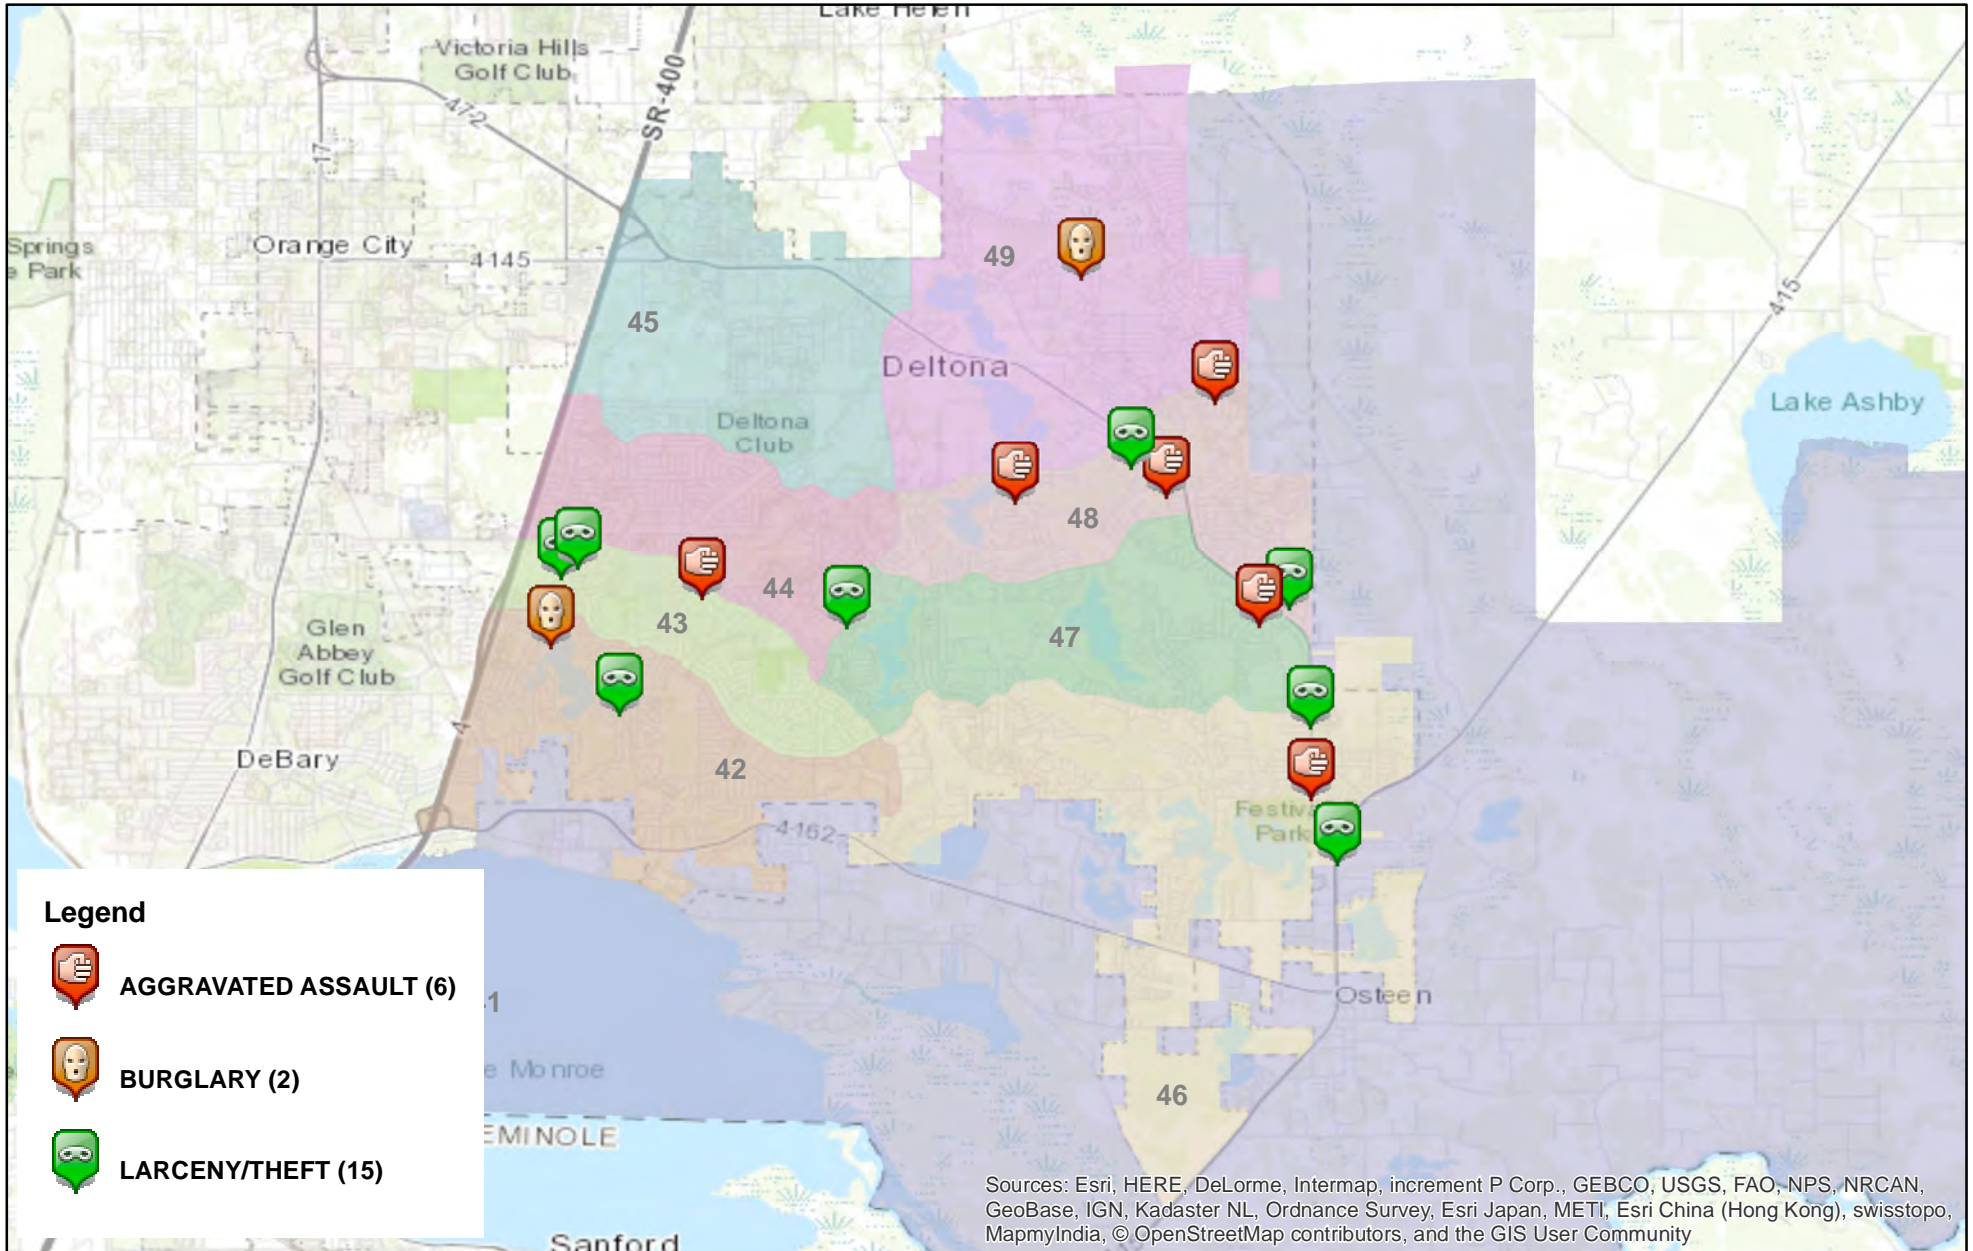 Lake Helen
Victoria Hills
Golf Club
472
SR-400
17
Springs
e Park
Orange City
4145
49
45
415
Deltona
Lake Ashby
Deltona
Club
48
44
43
47
Glen
Abbey
Golf Club
4
DeBary
42
Festiv
Park
4162
Legend
AGGRAVATED ASSAULT (6)
BURGLARY (2)
LARCENY/THEFT (15)
1
Osteen
e Monroe
46
EMINOLE
Sanford
Sources: Esri, HERE, DeLorme, Intermap, increment P Corp., GEBCO, USGS, FAO, NPS, NRCAN,
GeoBase, IGN, Kadaster NL, Ordnance Survey, Esri Japan, METI, Esri China (Hong Kong), swisstopo,
MapmyIndia, © OpenStreetMap contributors, and the GIS User Community